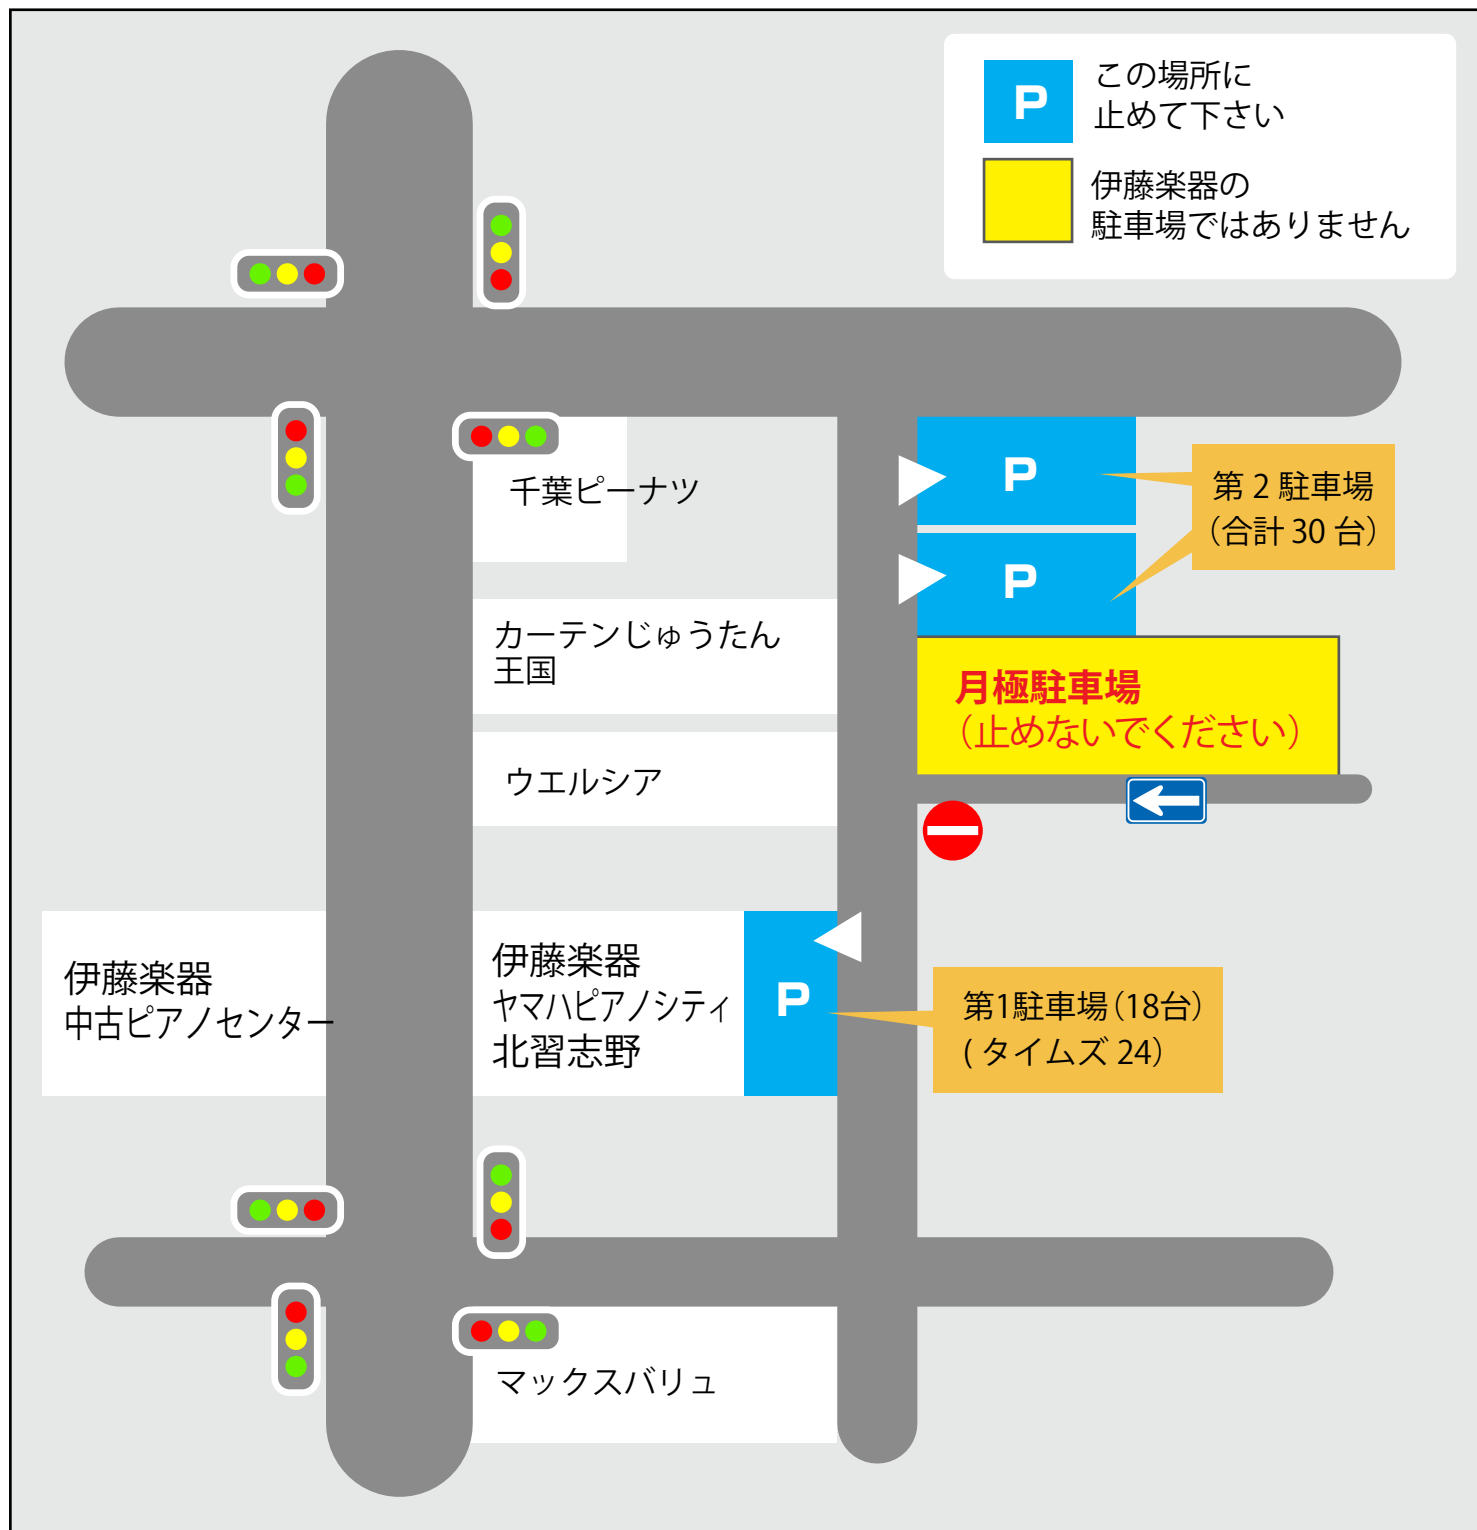 P
この場所に
止めて下さい
伊藤楽器の
駐車場ではありません
千葉ピーナツ
P
第 2 駐車場
（合計 30 台）
P
カーテンじゅうたん
王国
月極駐車場
（止めないでください）
ウエルシア
伊藤楽器
中古ピアノセンター
伊藤楽器
ヤマハピアノシティ
北習志野
P
第1駐車場（18台）
( タイムズ 24）
マックスバリュ